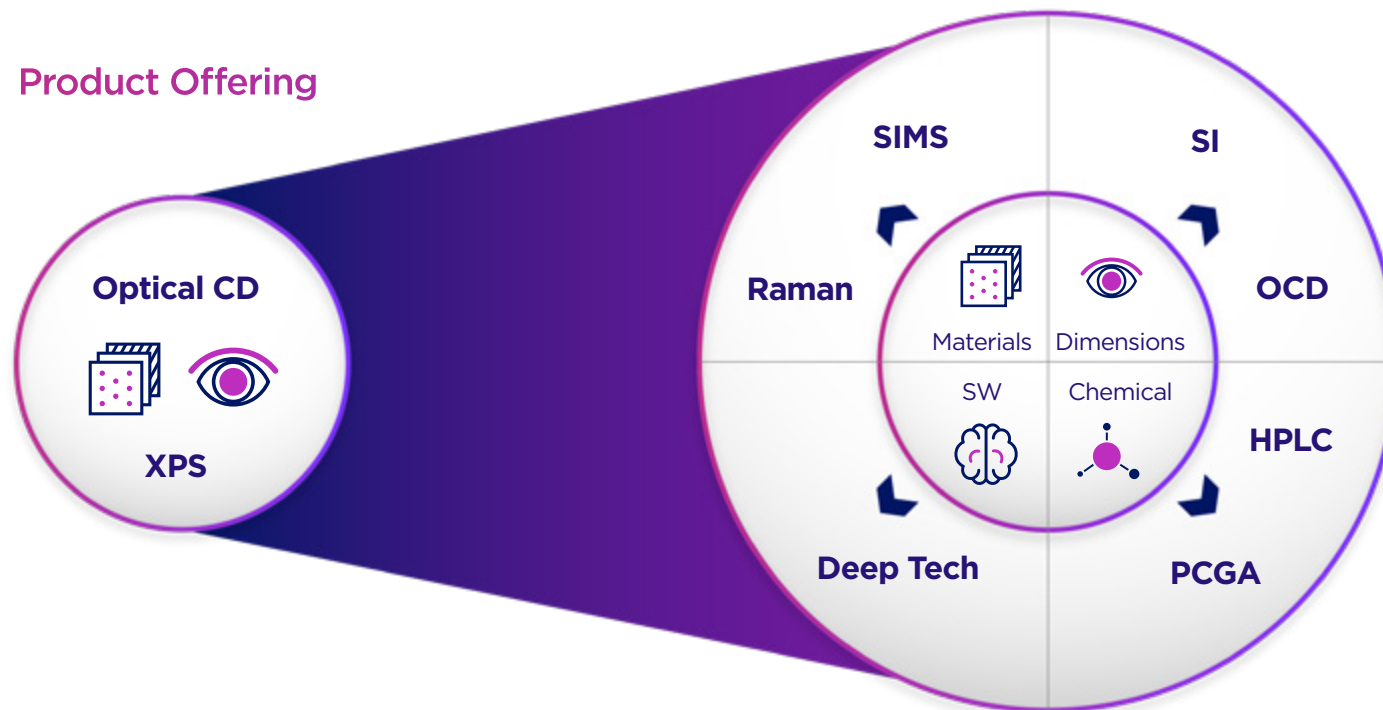 Product Offering
Optical CD
XPS
SIMS
SI
Raman
OCD
Materials
Dimensions
SW
Chemical
HPLC
Deep Tech
PCGA